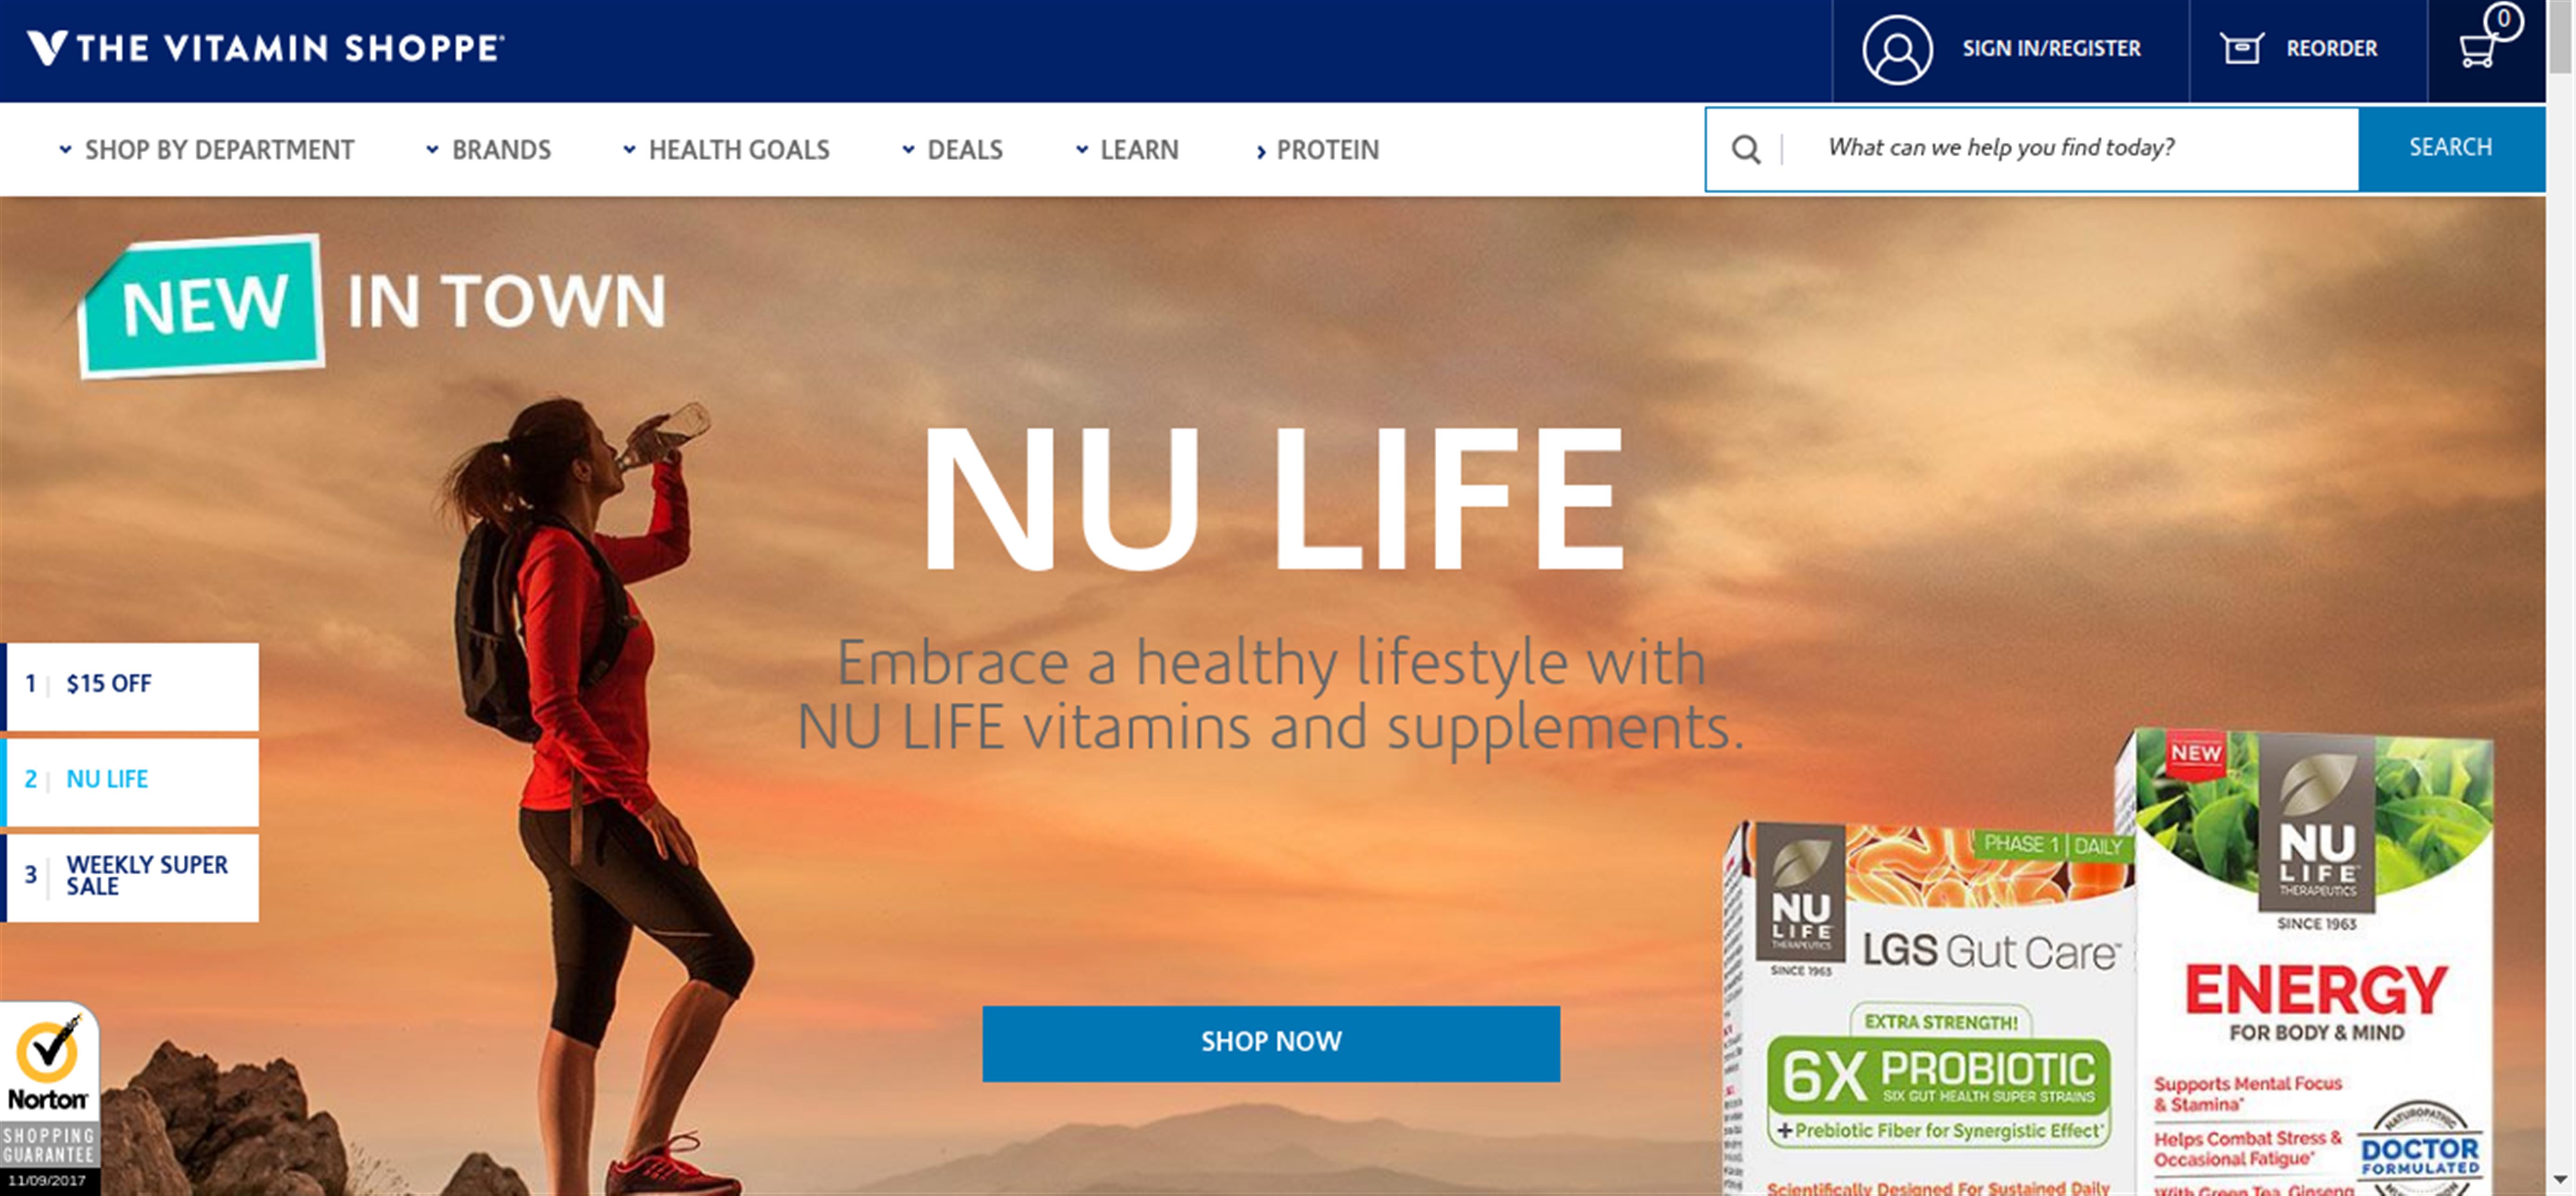 THE VITAMIN SHOPPE
SIGN IN/REGISTER
REORDER
0
SHOP BY DEPARTMENT
BRANDS
HEALTH GOALS
DEALS
LEARN
PROTEIN
What can we help you find today?
SEARCH
NEW IN TOWN
NU LIFE
Embrace a healthy lifestyle with
NU LIFE vitamins and supplements.
1 $15 OFF
2 NU LIFE
3 WEEKLY SUPER
SALE
SHOP NOW
Norton
SHOPPING
GUARANTEE
11/09/2017
PHASE 1 DAILY
NU
LIFE
THERAPEUTICS
SINCE 1963
LGS Gut Care™
EXTRA STRENGTH!
6X PROBIOTIC
SIX GUT HEALTH SUPER STRAINS
+Prebiotic Fiber for Synergistic Effect*
Scientifically Designed For Sustained Daily
NEW
NU
LIFE
THERAPEUTICS
SINCE 1963
ENERGY
FOR BODY & MIND
Supports Mental Focus
& Stamina*
Helps Combat Stress &
Occasional Fatigue*
With Green Tea, Ginseng
NATUROPATHIC
DOCTOR
FORMULATED